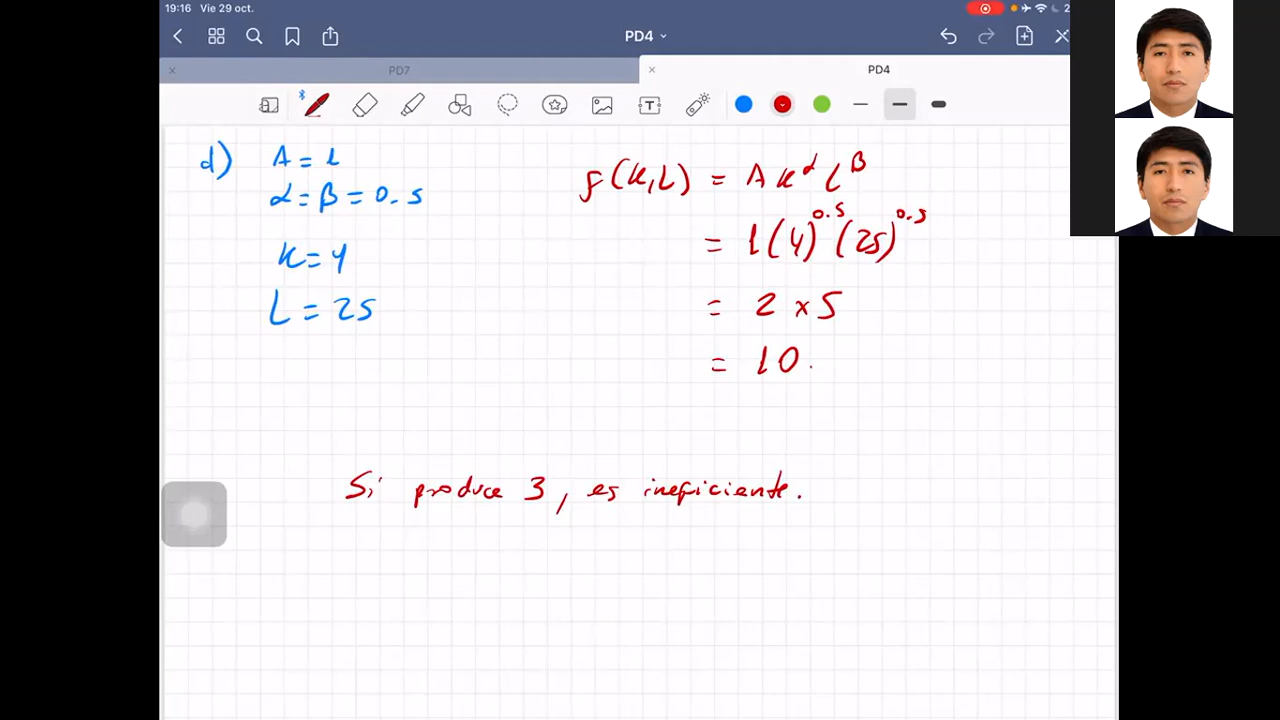 19:16 Vie 29 oct.
PD4
PD7
PD4
d) A = 1
α = β = 0.5
K = 4
L = 25
f(K,L) = A K^α L^β
= 1(4)^0.5 (25)^0.5
= 2 × 5
= 10.
Si produce 3, es ineficiente.